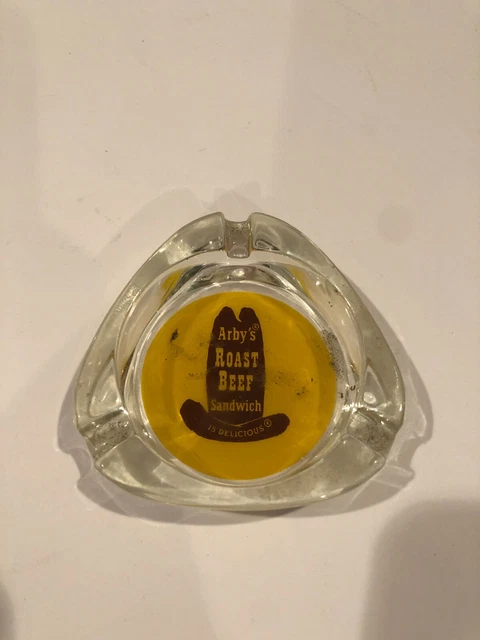 Arby's®
ROAST
BEEF
Sandwich
IS DELICIOUS®